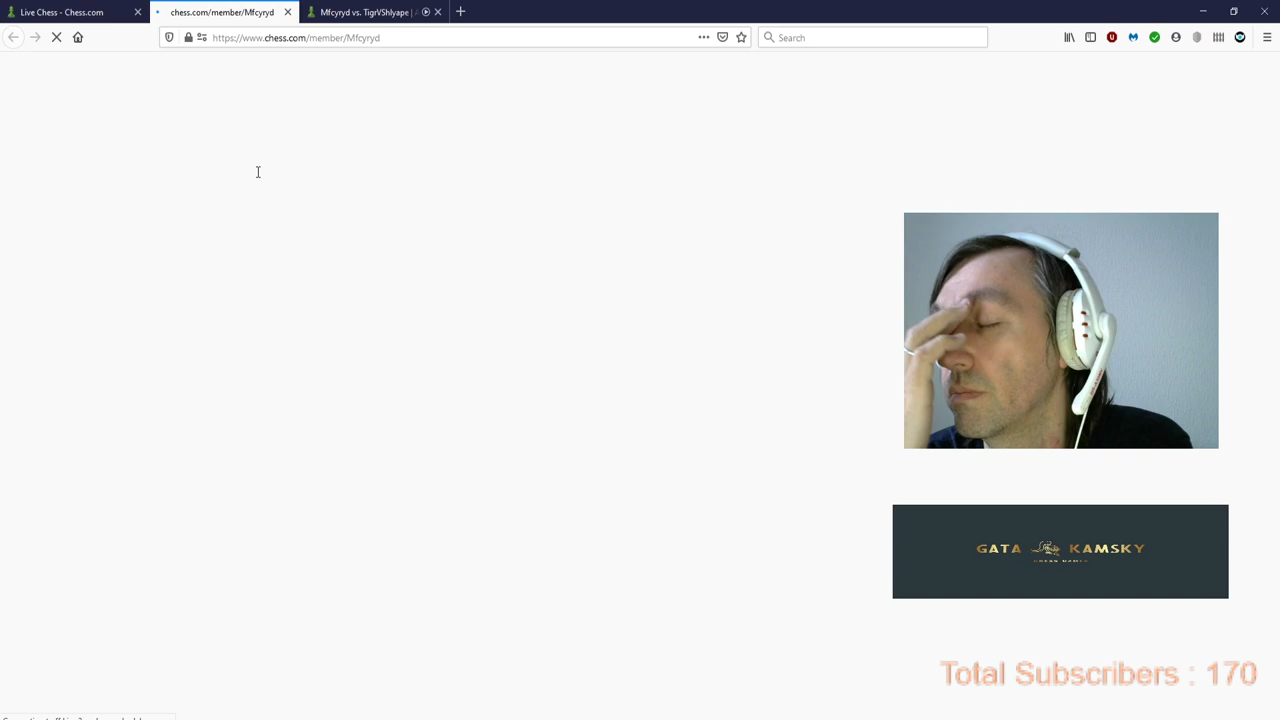 Live Chess - Chess.com
chess.com/member/Mfcyryd
Mfcyryd vs. TigrVShlyape |
https://www.chess.com/member/Mfcyryd
Search
GATA KAMSKY
Total Subscribers : 170